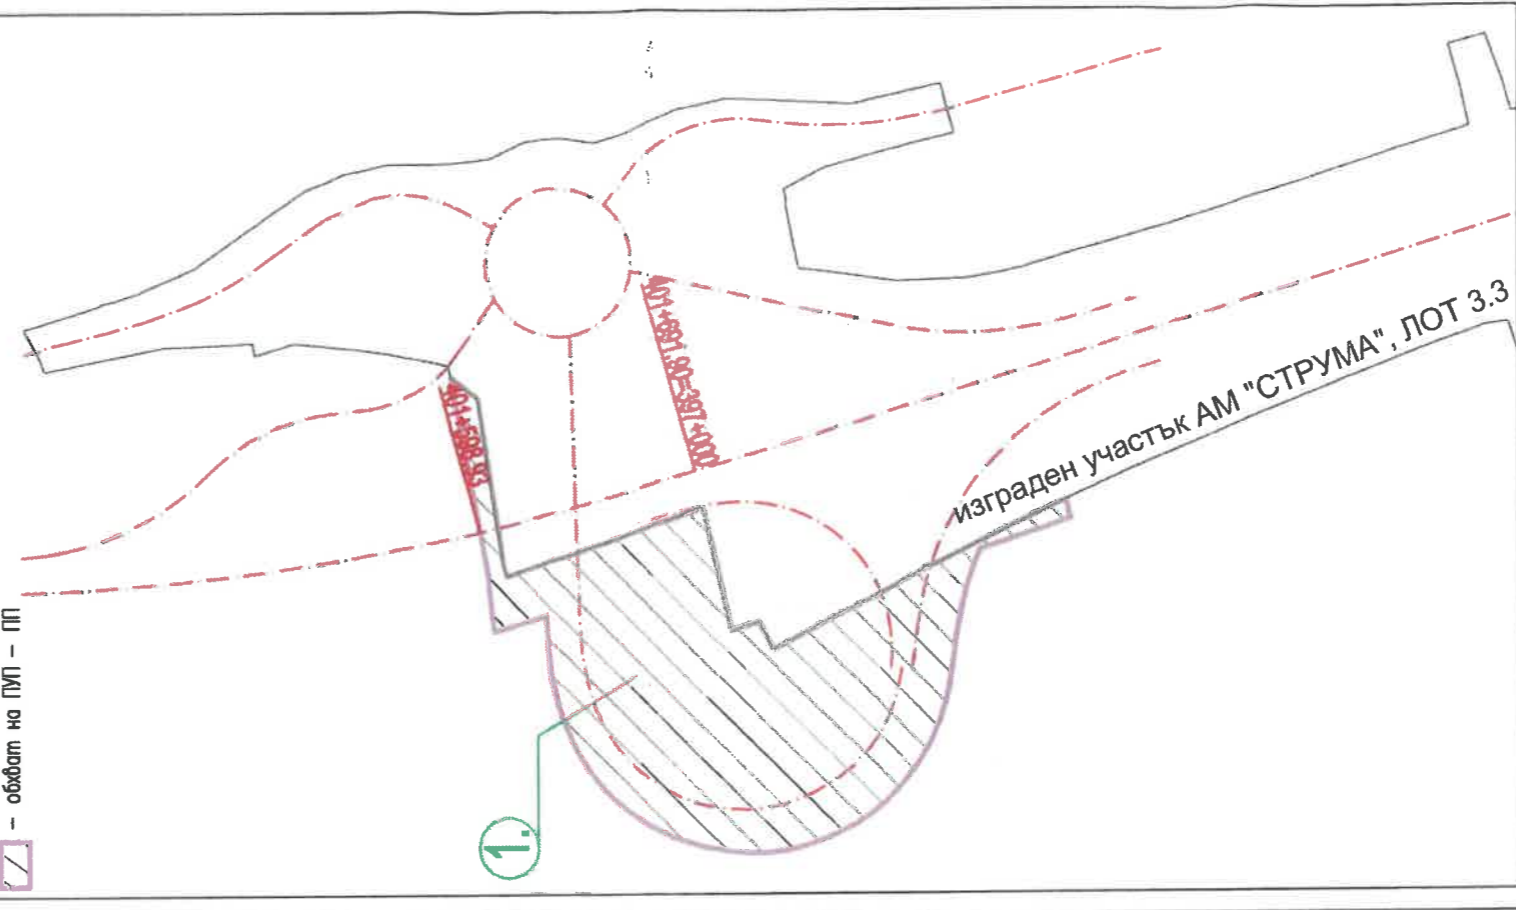 – обхват на ПУП – ПП
401+691.90=397+000
401+598.93
изграден участък АМ "СТРУМА", ЛОТ 3.3
1.